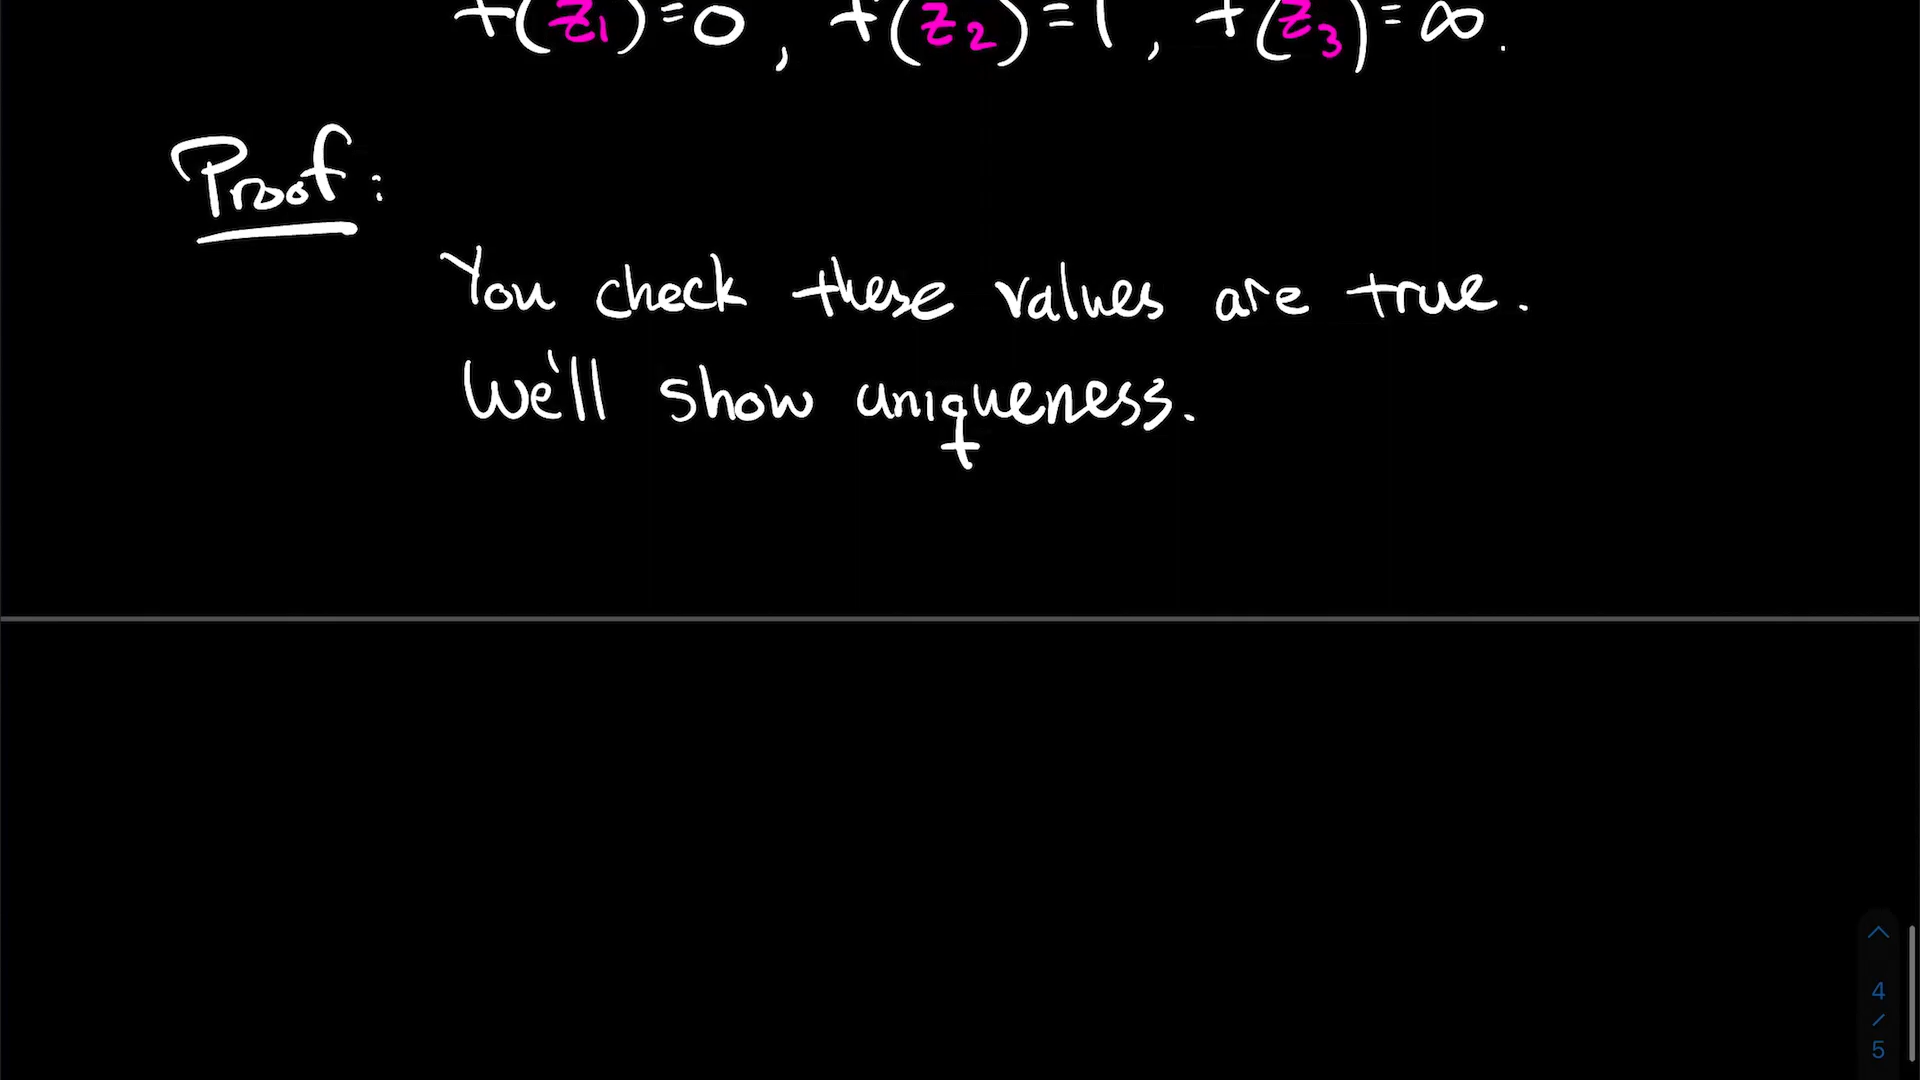 f(z₁)=0, f(z₂)=1, f(z₃)=∞.
Proof:
You check these values are true.
We'll show uniqueness.
4
/
5